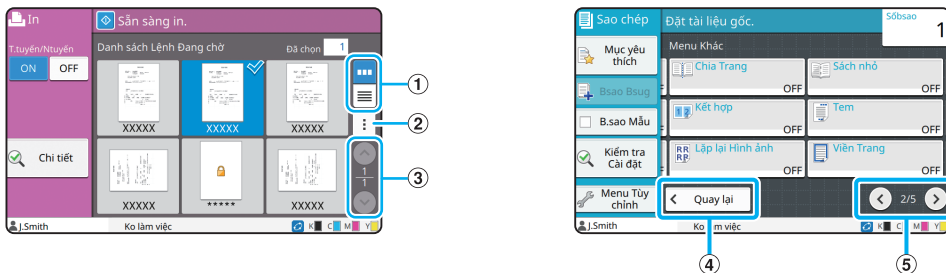 In
Sẵn sàng in.
T.tuyến/Ntuyến
ON
OFF
Danh sách Lệnh Đang chờ
Đã chọn
1
XXXXX
XXXXX
XXXXX
Chi tiết
XXXXX
*****
XXXXX
1
1
J.Smith
Ko làm việc
K
C
M
Y
①
②
③
Sao chép
Đặt tài liệu gốc.
Sốbsao
1
Mục yêu
thích
Bsao Bsug
B.sao Mẫu
Kiểm tra
Cài đặt
Menu Tùy
chỉnh
Menu Khác
Chia Trang
OFF
Sách nhỏ
OFF
Kết hợp
OFF
Tem
OFF
Lặp lại Hình ảnh
OFF
Viền Trang
OFF
Quay lại
2/5
J.Smith
Ko làm việc
K
C
M
Y
④
⑤